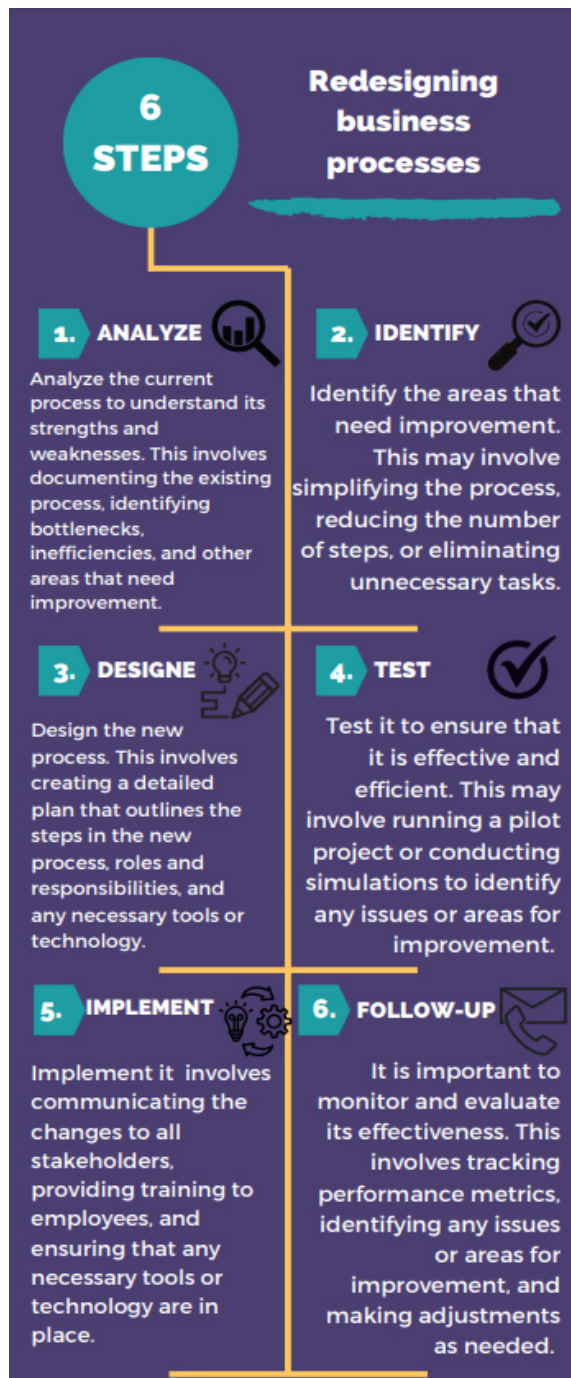 6
STEPS
Redesigning
business
processes
1. ANALYZE
Analyze the current
process to understand its
strengths and
weaknesses. This involves
documenting the existing
process, identifying
bottlenecks,
inefficiencies, and other
areas that need
improvement.
2. IDENTIFY
Identify the areas that
need improvement.
This may involve
simplifying the process,
reducing the number
of steps, or eliminating
unnecessary tasks.
3. DESIGNE
Design the new
process. This involves
creating a detailed
plan that outlines the
steps in the new
process, roles and
responsibilities, and
any necessary tools or
technology.
4. TEST
Test it to ensure that
it is effective and
efficient. This may
involve running a pilot
project or conducting
simulations to identify
any issues or areas for
improvement.
5. IMPLEMENT
Implement it involves
communicating the
changes to all
stakeholders,
providing training to
employees, and
ensuring that any
necessary tools or
technology are in
place.
6. FOLLOW-UP
It is important to
monitor and evaluate
its effectiveness. This
involves tracking
performance metrics,
identifying any issues
or areas for
improvement, and
making adjustments
as needed.